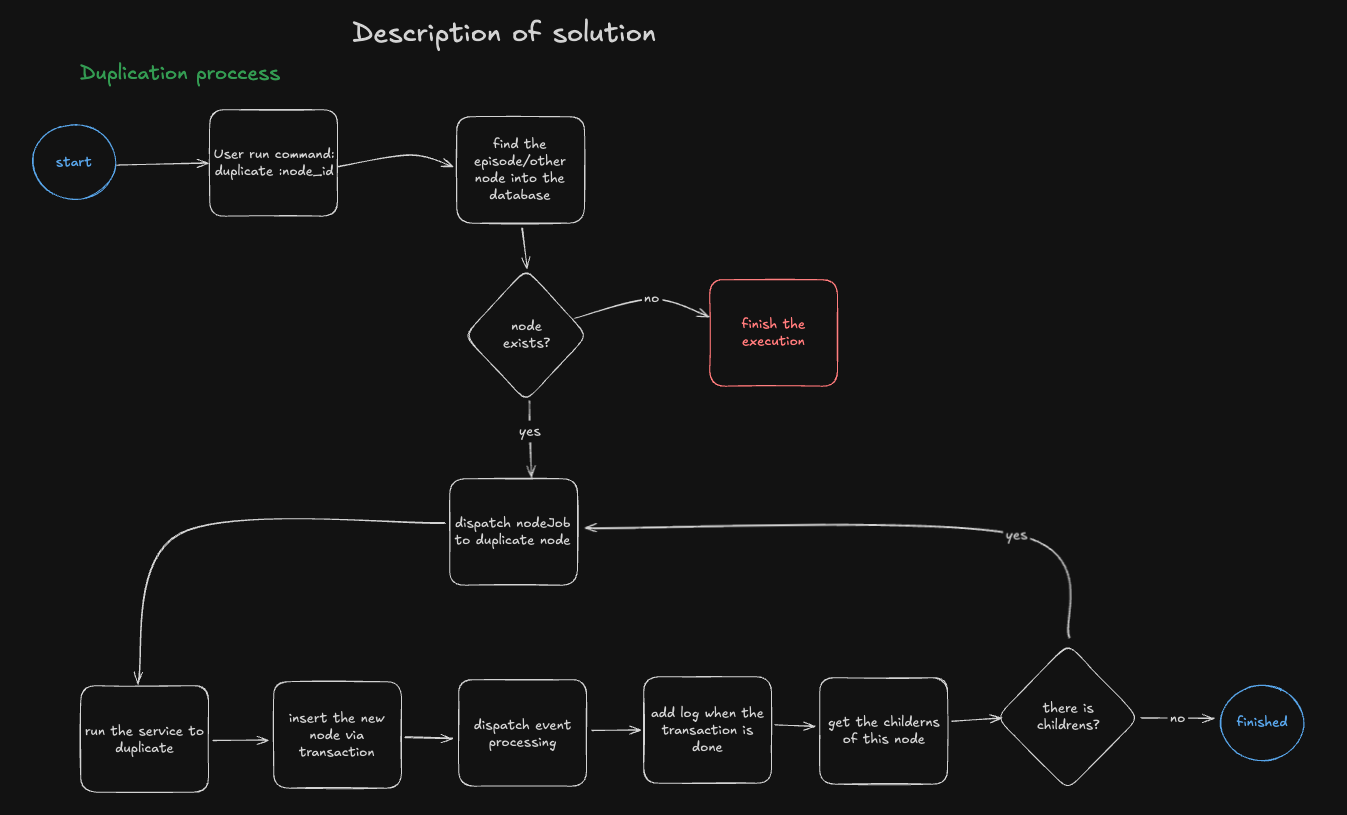 Description of solution
Duplication proccess
start
User run command:
duplicate :node_id
find the
episode/other
node into the
database
node
exists?
no
finish the
execution
yes
dispatch nodeJob
to duplicate node
yes
run the service to
duplicate
insert the new
node via
transaction
dispatch event
processing
add log when the
transaction is
done
get the childerns
of this node
there is
childrens?
no
finished